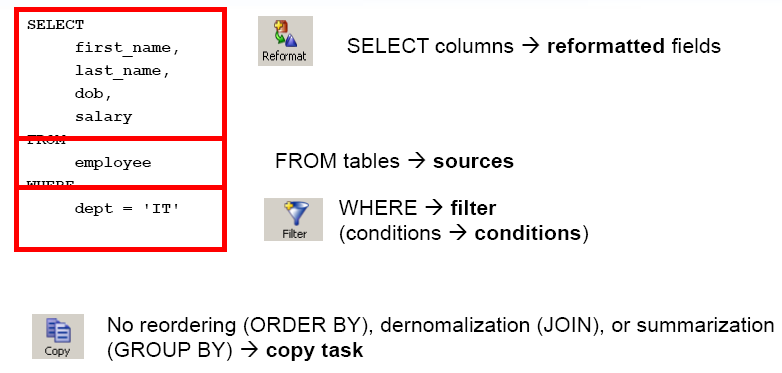 SELECT
first_name,
last_name,
dob,
salary
FROM
employee
WHERE
dept = 'IT'
Reformat
SELECT columns → reformatted fields
FROM tables → sources
Filter
WHERE → filter
(conditions → conditions)
Copy
No reordering (ORDER BY), dernomalization (JOIN), or summarization
(GROUP BY) → copy task